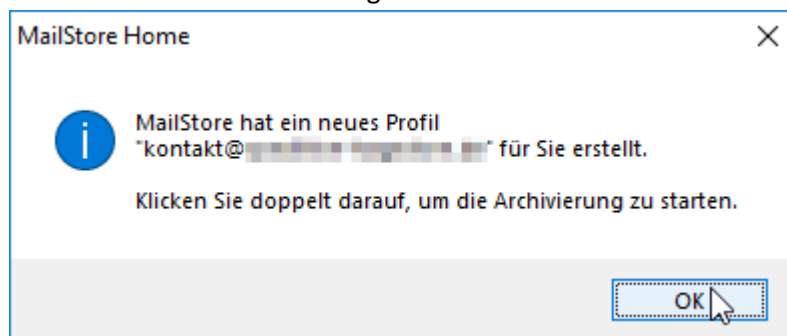 MailStore Home
MailStore hat ein neues Profil
"kontakt@ " für Sie erstellt.
Klicken Sie doppelt darauf, um die Archivierung zu starten.
OK